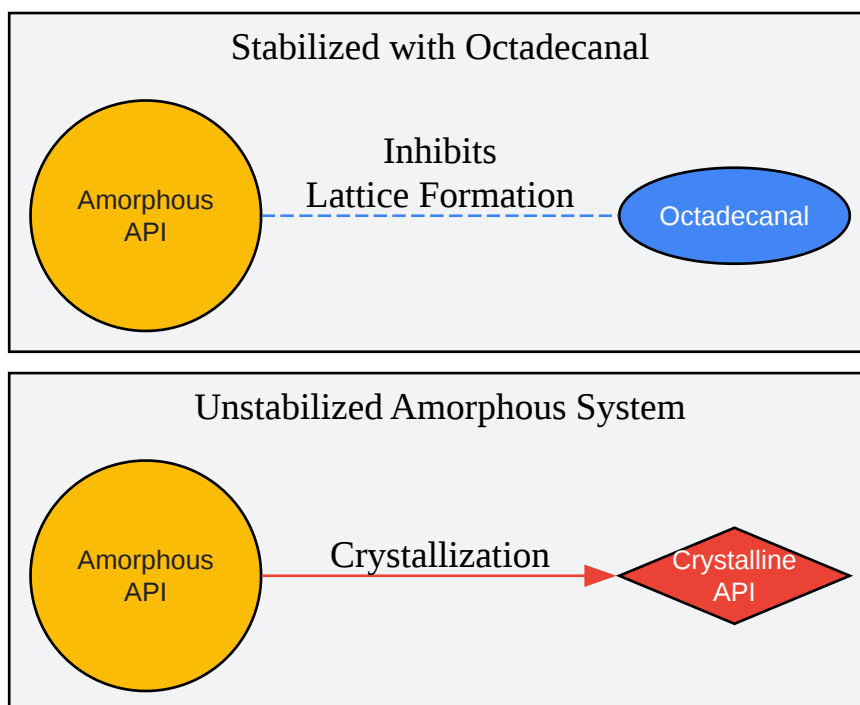 Stabilized with Octadecanal
Inhibits
Lattice Formation
Amorphous
API
Octadecanal
Unstabilized Amorphous System
Amorphous
API
Crystallization
Crystalline
API